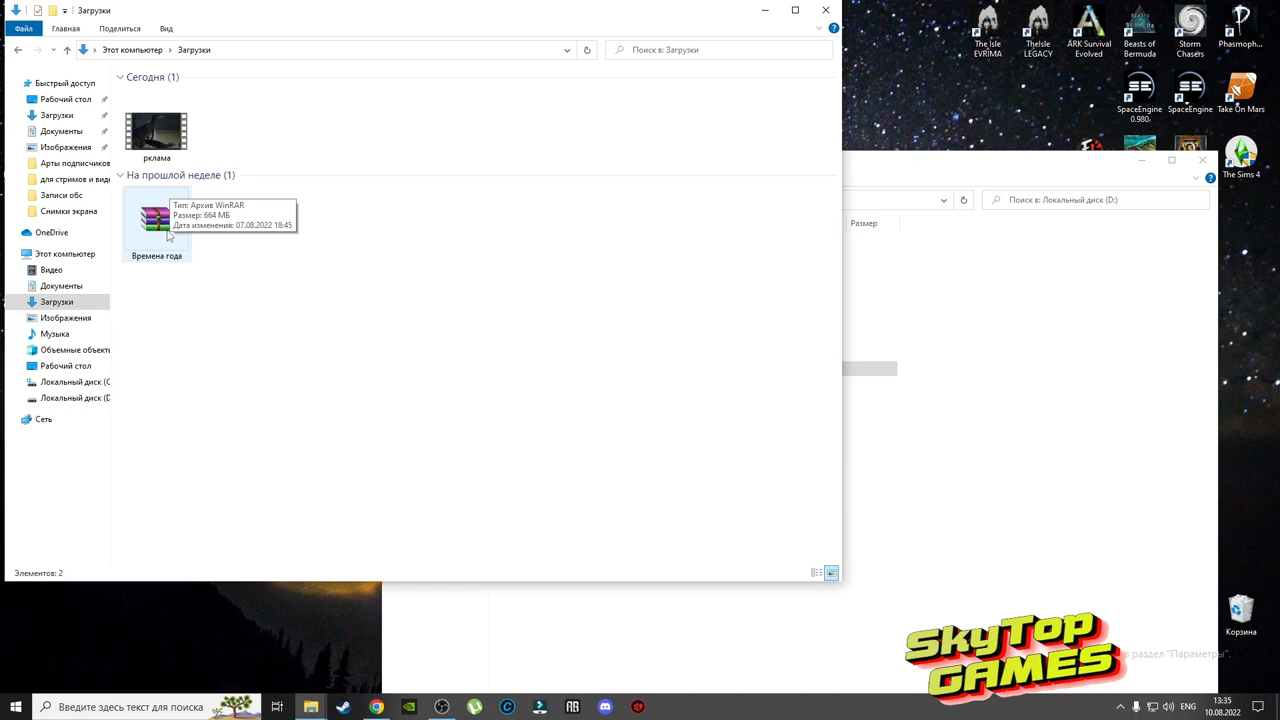 Загрузки
Файл
Главная
Поделиться
Вид
Этот компьютер
Загрузки
Поиск в: Загрузки
Быстрый доступ
Рабочий стол
Загрузки
Документы
Изображения
Арты подписчиков
для стримов и виде
Записи обс
Снимки экрана
OneDrive
Этот компьютер
Видео
Документы
Загрузки
Изображения
Музыка
Объемные объекты
Рабочий стол
Локальный диск (C
Локальный диск (D
Сеть
Сегодня (1)
рклама
На прошлой неделе (1)
Тип: Архив WinRAR
Размер: 664 МБ
Дата изменения: 07.08.2022 18:45
Времена года
Элементов: 2
Поиск в: Локальный диск (D:)
Размер
The Isle EVRIMA
TheIsle LEGACY
ARK Survival Evolved
Beasts of Bermuda
Storm Chasers
Phasmoph...
SpaceEngine 0.980
SpaceEngine
Take On Mars
The Sims 4
Корзина
раздел "Параметры".
SkyTop
GAMES
Введите здесь текст для поиска
ENG
13:35
10.08.2022